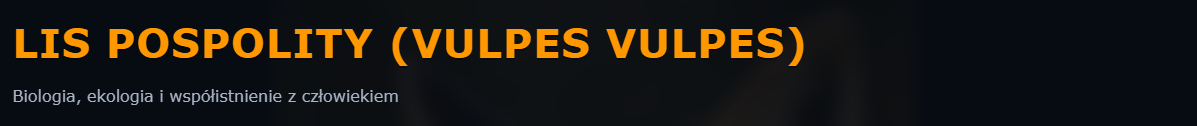 LIS POSPOLITY (VULPES VULPES)
Biologia, ekologia i współistnienie z człowiekiem